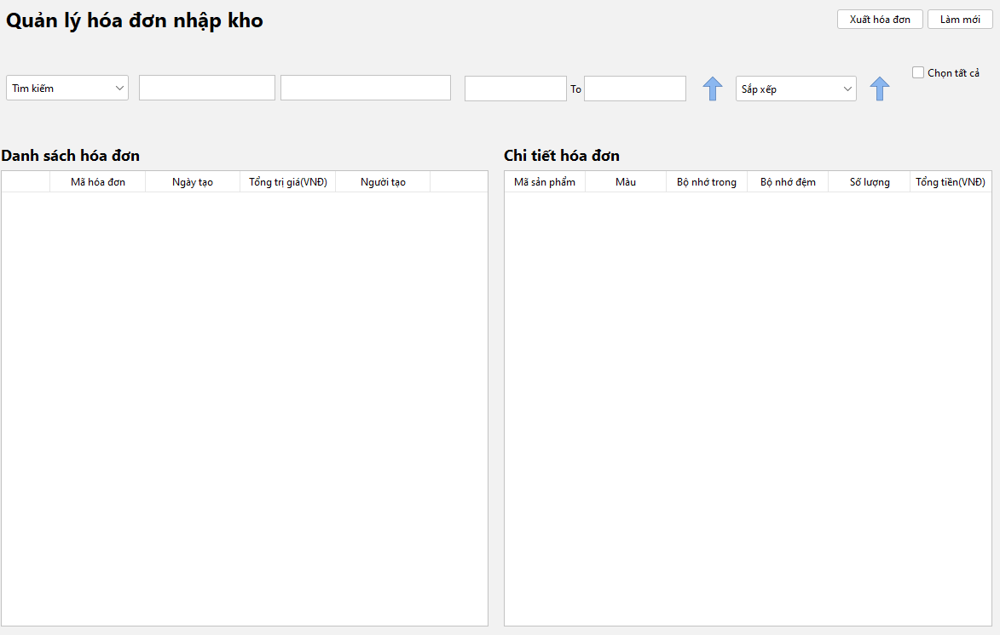 Quản lý hóa đơn nhập kho
Xuất hóa đơn
Làm mới
Tìm kiếm
To
Sắp xếp
Chọn tất cả
Danh sách hóa đơn
Mã hóa đơn Ngày tạo Tổng trị giá(VNĐ) Người tạo
Chi tiết hóa đơn
Mã sản phẩm Màu Bộ nhớ trong Bộ nhớ đệm Số lượng Tổng tiền(VNĐ)